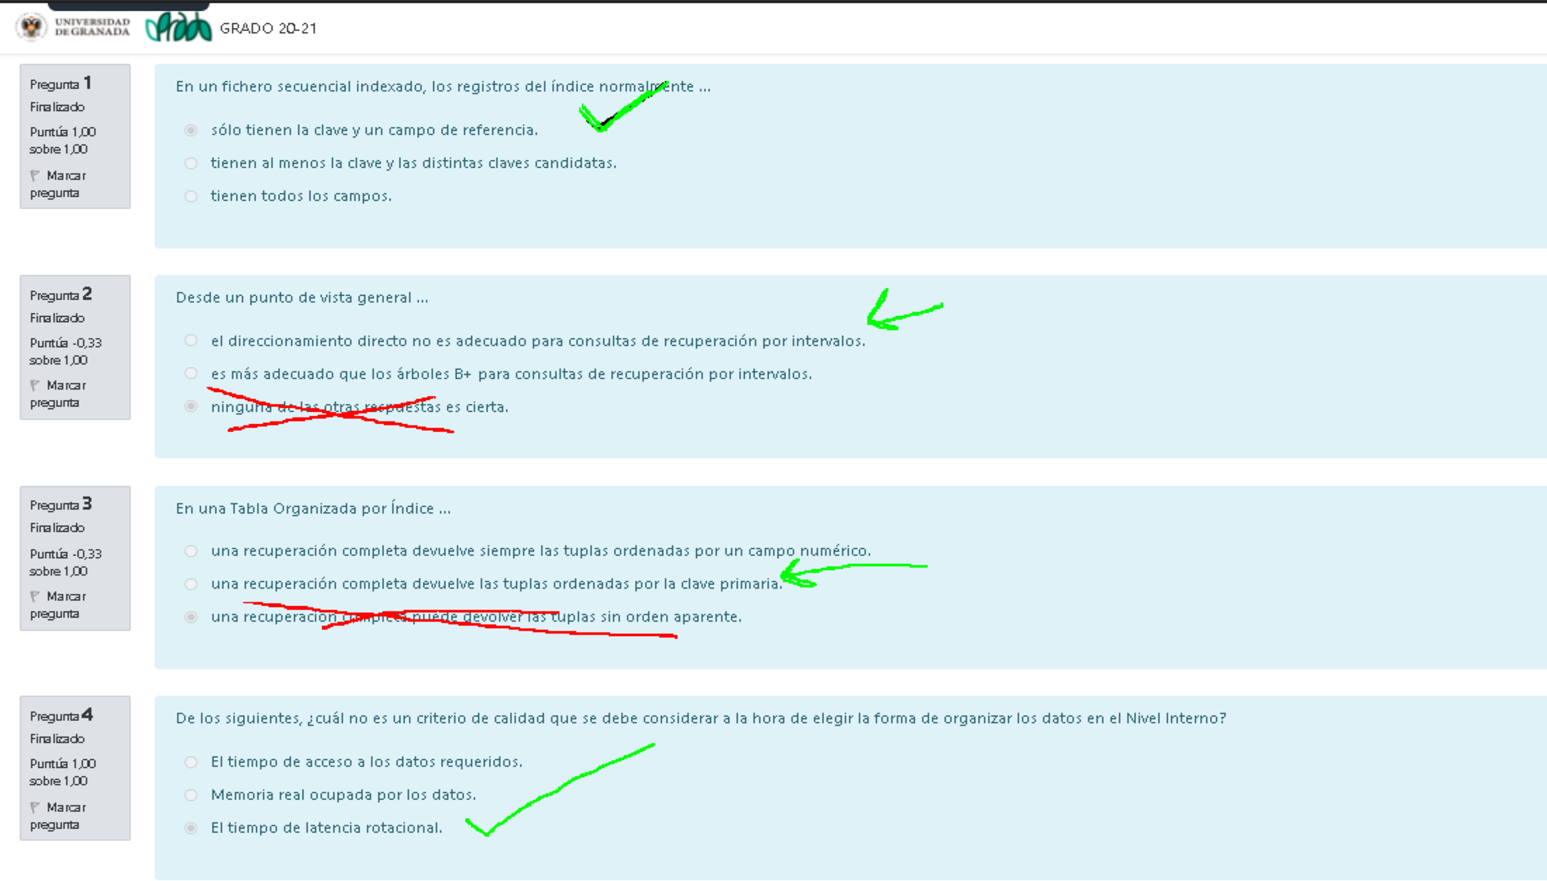 UNIVERSIDAD
DE GRANADA
GRADO 20-21
Pregunta 1
Finalizado
Puntúa 1,00
sobre 1,00
Marcar
pregunta
En un fichero secuencial indexado, los registros del índice normalmente ...
sólo tienen la clave y un campo de referencia.
tienen al menos la clave y las distintas claves candidatas.
tienen todos los campos.
Pregunta 2
Finalizado
Puntúa -0,33
sobre 1,00
Marcar
pregunta
Desde un punto de vista general ...
el direccionamiento directo no es adecuado para consultas de recuperación por intervalos.
es más adecuado que los árboles B+ para consultas de recuperación por intervalos.
ninguna de las otras respuestas es cierta.
Pregunta 3
Finalizado
Puntúa -0,33
sobre 1,00
Marcar
pregunta
En una Tabla Organizada por Índice ...
una recuperación completa devuelve siempre las tuplas ordenadas por un campo numérico.
una recuperación completa devuelve las tuplas ordenadas por la clave primaria.
una recuperación completa puede devolver las tuplas sin orden aparente.
Pregunta 4
Finalizado
Puntúa 1,00
sobre 1,00
Marcar
pregunta
De los siguientes, ¿cuál no es un criterio de calidad que se debe considerar a la hora de elegir la forma de organizar los datos en el Nivel Interno?
El tiempo de acceso a los datos requeridos.
Memoria real ocupada por los datos.
El tiempo de latencia rotacional.